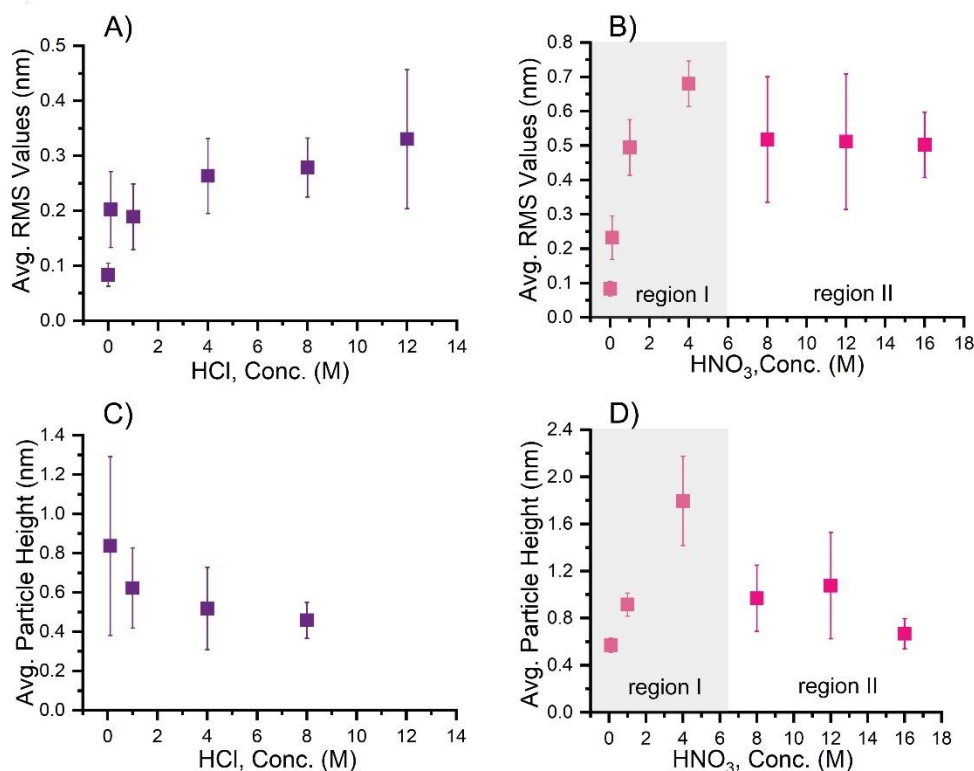 A)
Avg. RMS Values (nm)
0.5
0.4
0.3
0.2
0.1
0.0
0 2 4 6 8 10 12 14
HCl, Conc. (M)
B)
Avg. RMS Values (nm)
0.8
0.7
0.6
0.5
0.4
0.3
0.2
0.1
0.0
region I region II
0 2 4 6 8 10 12 14 16 18
HNO₃,Conc. (M)
C)
Avg. Particle Height (nm)
1.4
1.2
1.0
0.8
0.6
0.4
0.2
0.0
0 2 4 6 8 10 12 14
HCl, Conc. (M)
D)
Avg. Particle Height (nm)
2.4
2.0
1.6
1.2
0.8
0.4
0.0
region I region II
0 2 4 6 8 10 12 14 16 18
HNO₃, Conc. (M)